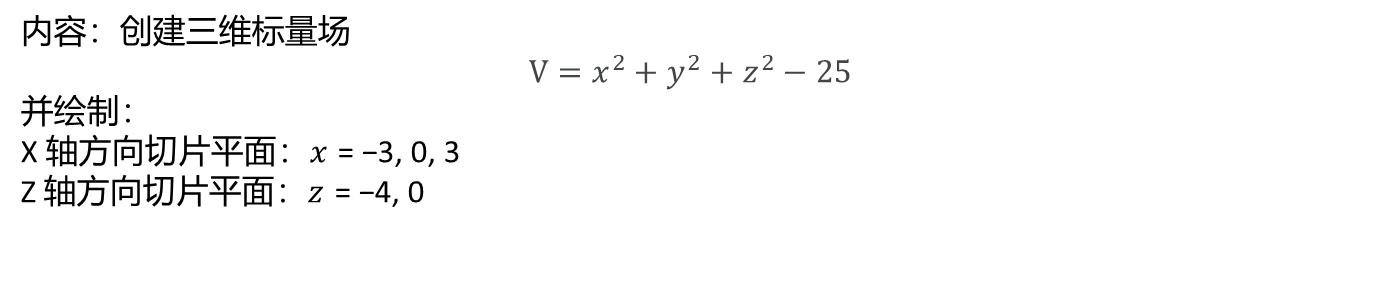 内容：创建三维标量场
V = x² + y² + z² − 25
并绘制：
X 轴方向切片平面：x = −3, 0, 3
Z 轴方向切片平面：z = −4, 0